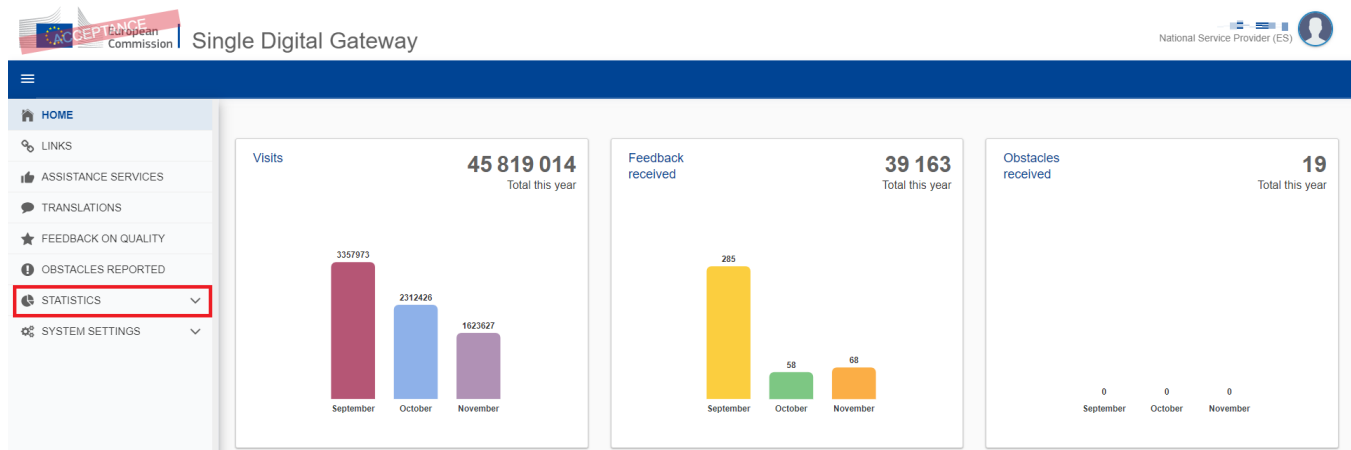 ACCEPTANCE
European
Commission
Single Digital Gateway
National Service Provider (ES)
HOME
LINKS
ASSISTANCE SERVICES
TRANSLATIONS
FEEDBACK ON QUALITY
OBSTACLES REPORTED
STATISTICS
SYSTEM SETTINGS
Visits
45 819 014
Total this year
3357973
2312426
1623627
September October November
Feedback
received
39 163
Total this year
285
58
68
September October November
Obstacles
received
19
Total this year
0 0 0
September October November